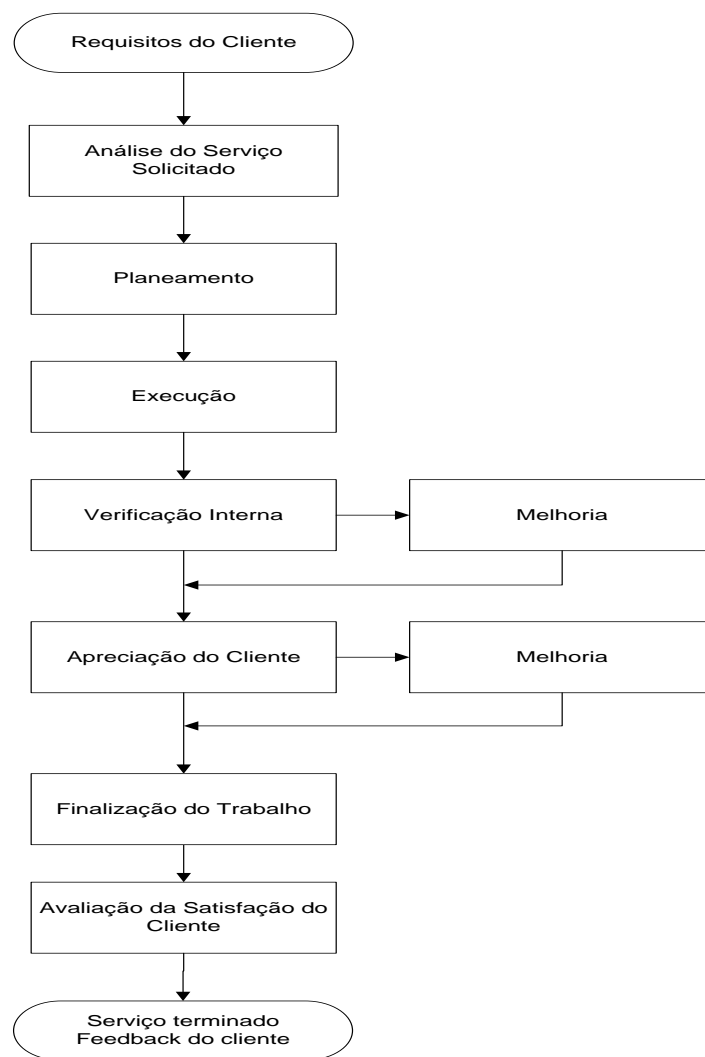 Requisitos do Cliente
Análise do Serviço
Solicitado
Planeamento
Execução
Verificação Interna
Melhoria
Apreciação do Cliente
Melhoria
Finalização do Trabalho
Avaliação da Satisfação do
Cliente
Serviço terminado
Feedback do cliente